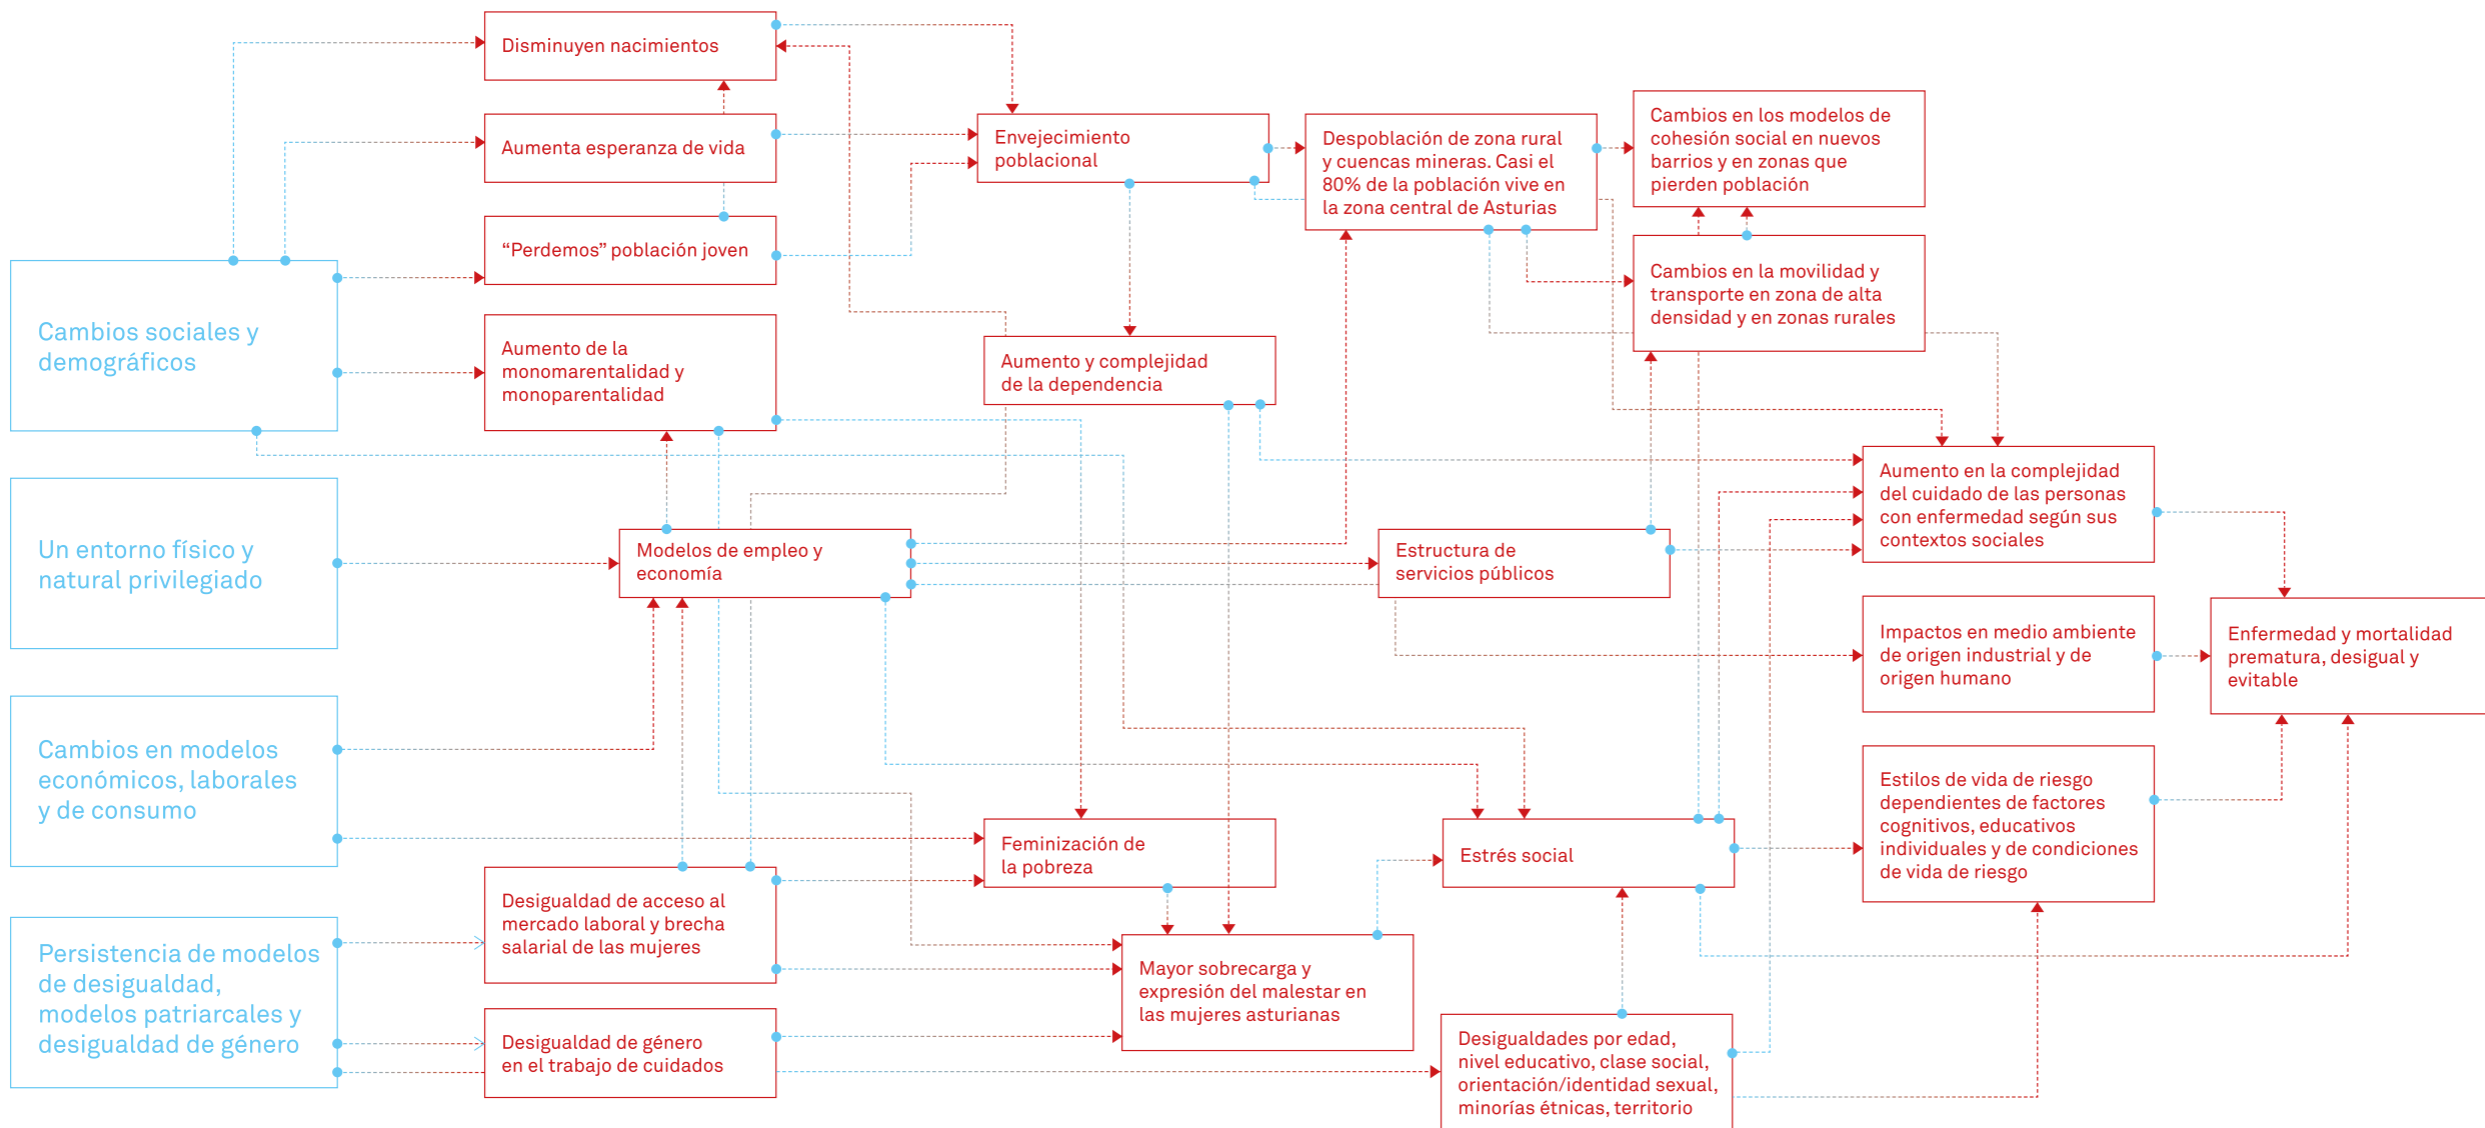 Disminuyen nacimientos
Aumenta esperanza de vida
“Perdemos” población joven
Aumento de la
monomarentalidad y
monoparentalidad
Cambios sociales y
demográficos
Un entorno físico y
natural privilegiado
Cambios en modelos
económicos, laborales
y de consumo
Persistencia de modelos
de desigualdad,
modelos patriarcales y
desigualdad de género
Modelos de empleo y
economía
Desigualdad de acceso al
mercado laboral y brecha
salarial de las mujeres
Desigualdad de género
en el trabajo de cuidados
Envejecimiento
poblacional
Aumento y complejidad
de la dependencia
Feminización de
la pobreza
Mayor sobrecarga y
expresión del malestar en
las mujeres asturianas
Despoblación de zona rural
y cuencas mineras. Casi el
80% de la población vive en
la zona central de Asturias
Estructura de
servicios públicos
Estrés social
Desigualdades por edad,
nivel educativo, clase social,
orientación/identidad sexual,
minorías étnicas, territorio
Cambios en los modelos de
cohesión social en nuevos
barrios y en zonas que
pierden población
Cambios en la movilidad y
transporte en zona de alta
densidad y en zonas rurales
Aumento en la complejidad
del cuidado de las personas
con enfermedad según sus
contextos sociales
Impactos en medio ambiente
de origen industrial y de
origen humano
Estilos de vida de riesgo
dependientes de factores
cognitivos, educativos
individuales y de condiciones
de vida de riesgo
Enfermedad y mortalidad
prematura, desigual y
evitable